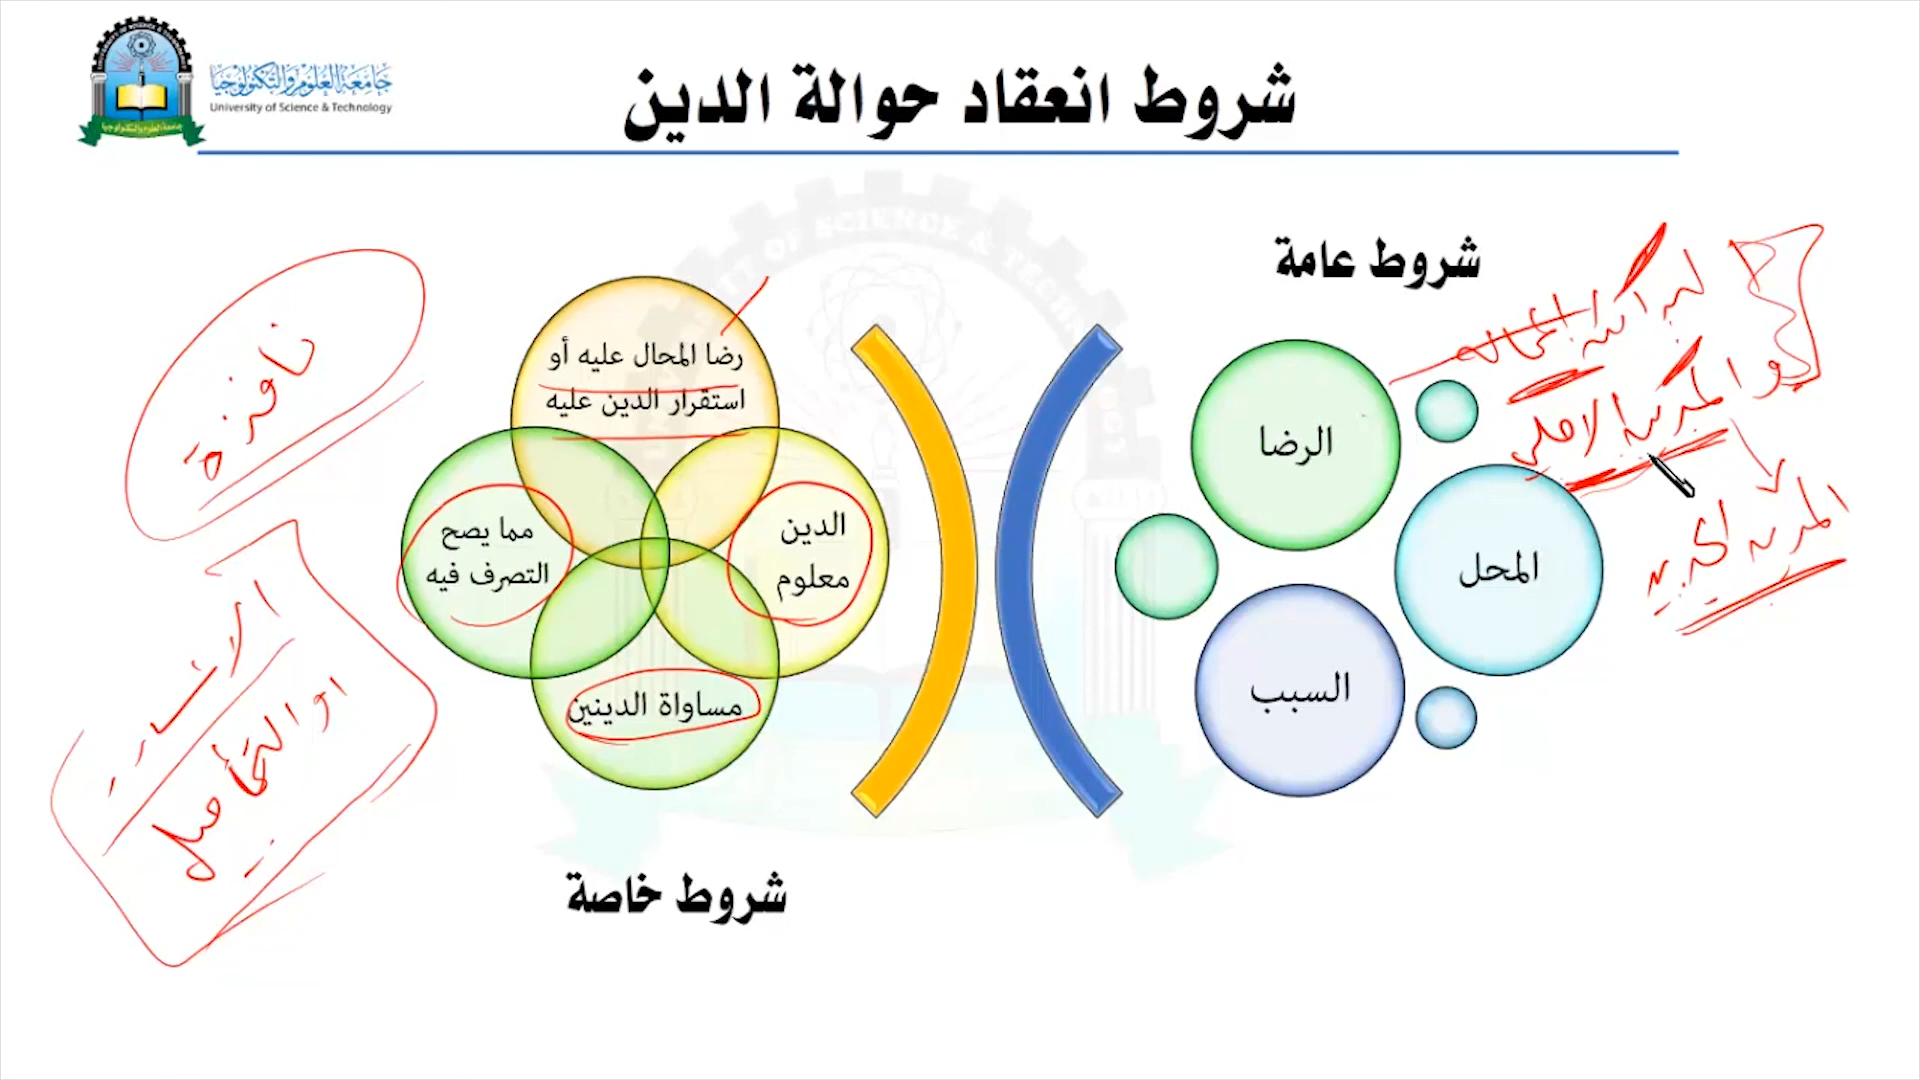 جامعة العلوم والتكنولوجيا
University of Science & Technology
شروط انعقاد حوالة الدين
شروط عامة
الرضا
المحل
السبب
رضا المحال عليه أو
استقرار الدين عليه
الدين
معلوم
مما يصح
التصرف فيه
مساواة الدينين
شروط خاصة
نافذة